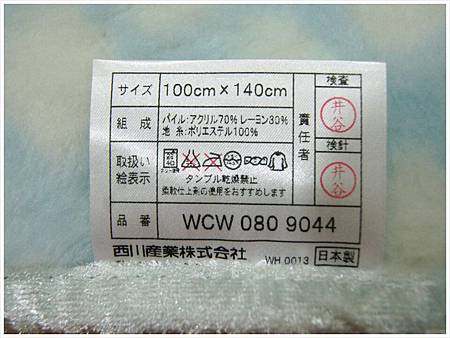 サイズ 100cm×140cm
検査
井谷
組成 パイル:アクリル70% レーヨン30%
地 糸:ポリエステル100%
責任者
検針
井谷
取扱い
絵表示
40
タンブル乾燥禁止
柔軟仕上剤の使用をおすすめします
品番 WCW 080 9044
西川産業株式会社 WH 0013 日本製